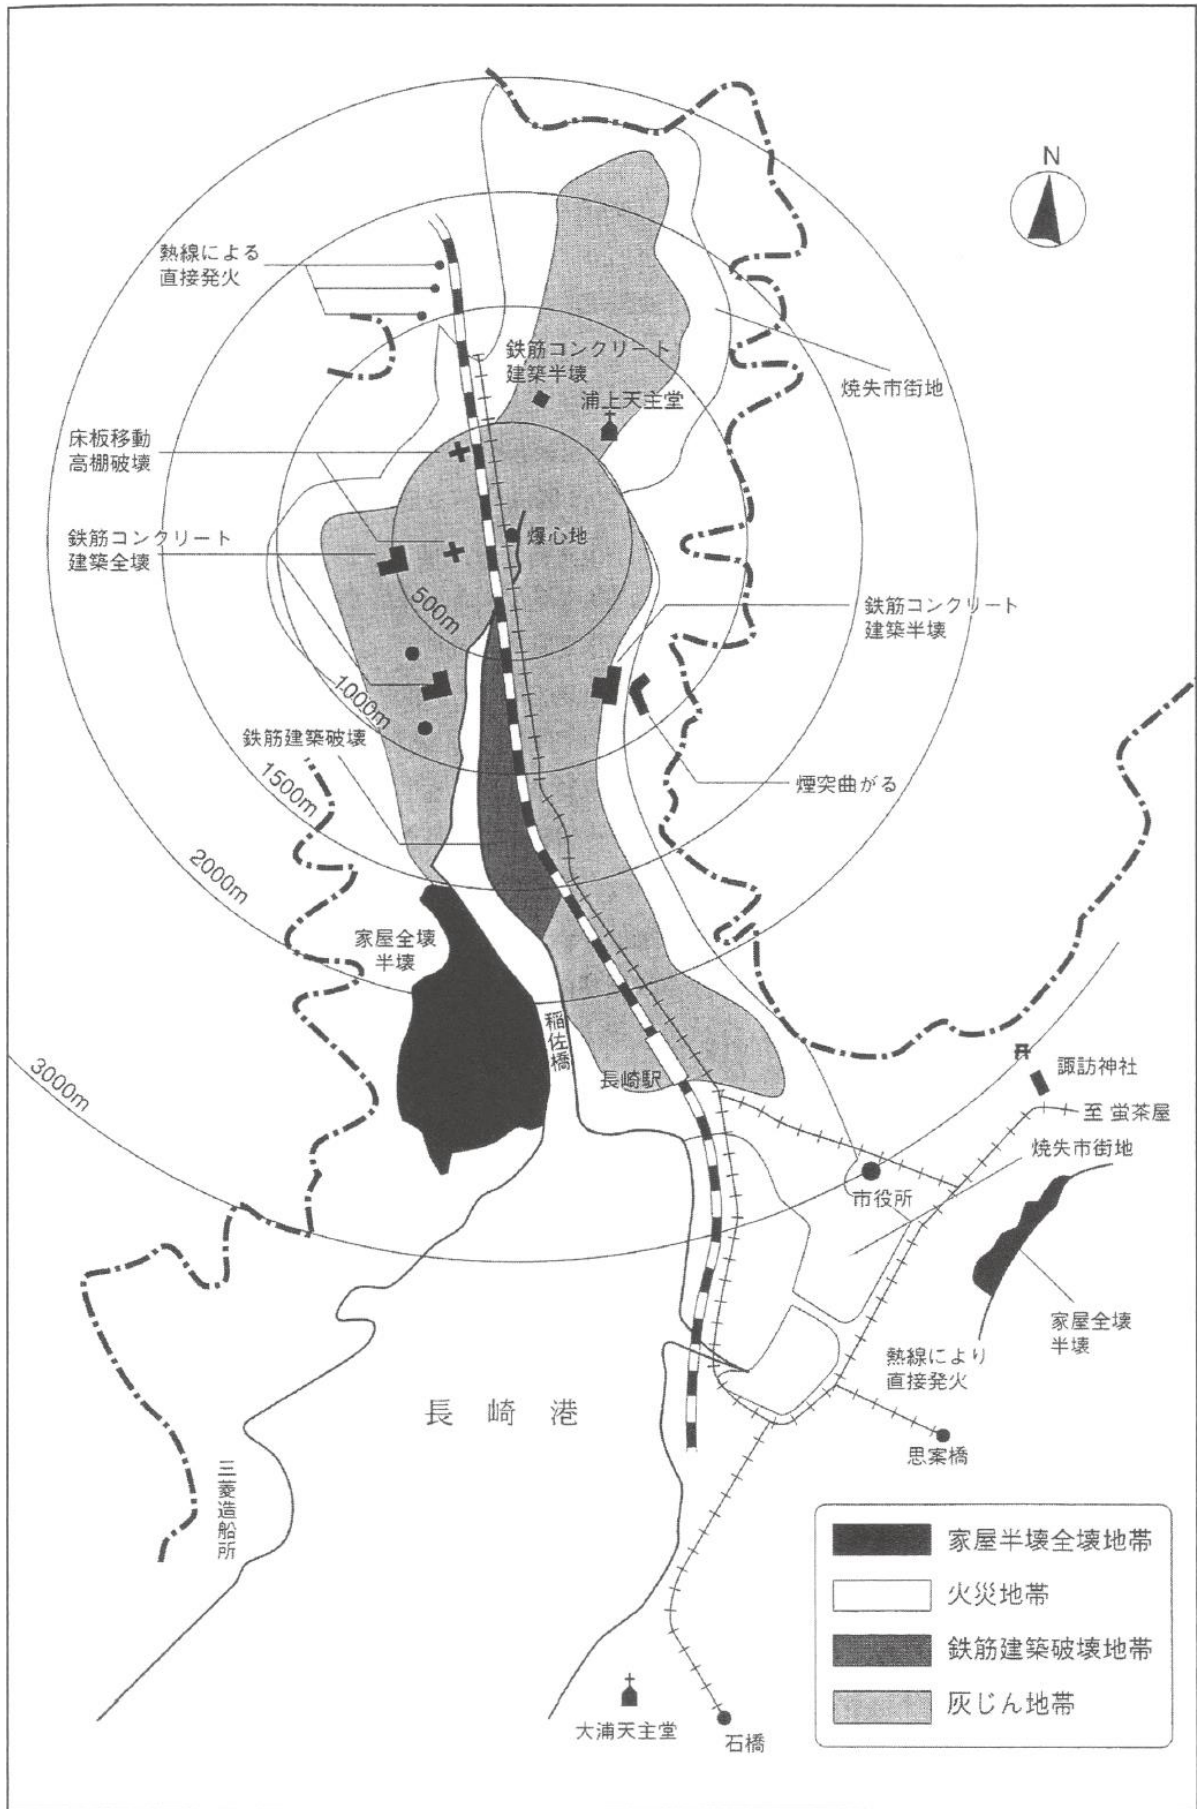 N
熱線による
直接発火
鉄筋コンクリート
建築半壊
浦上天主堂
焼失市街地
床板移動
高棚破壊
鉄筋コンクリート
建築全壊
爆心地
500m
鉄筋コンクリート
建築半壊
1000m
鉄筋建築破壊
1500m
煙突曲がる
2000m
家屋全壊
半壊
稲佐橋
長崎駅
3000m
諏訪神社
至 蛍茶屋
焼失市街地
市役所
家屋全壊
半壊
熱線により
直接発火
長崎港
思案橋
三菱造船所
家屋半壊全壊地帯
火災地帯
鉄筋建築破壊地帯
灰じん地帯
大浦天主堂
石橋